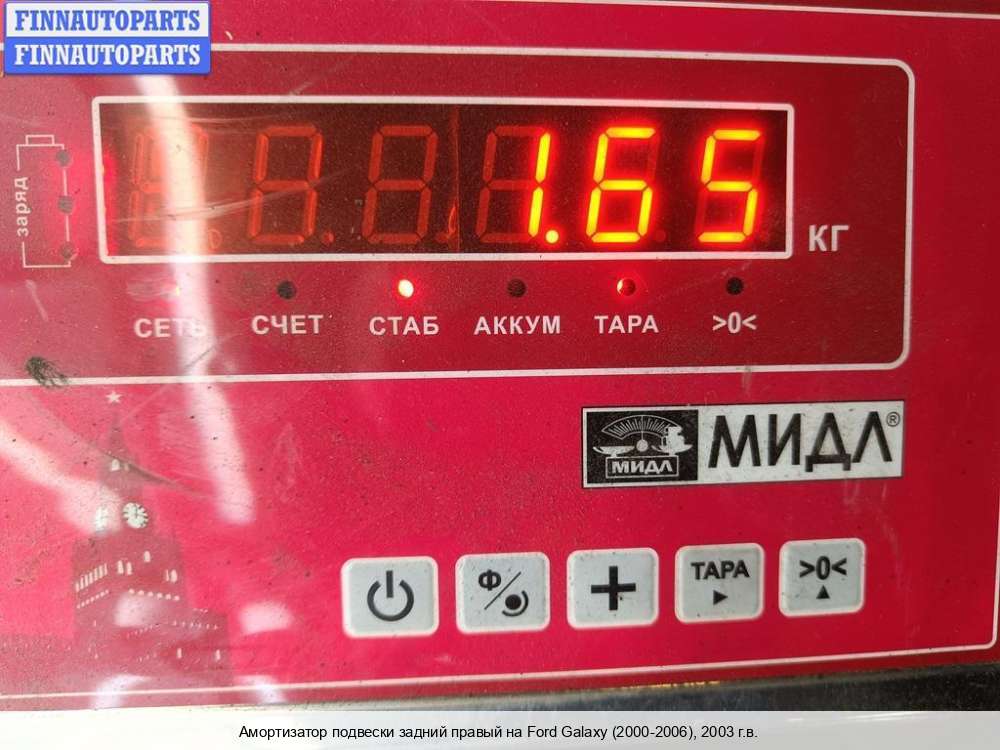 FINNAUTOPARTS
FINNAUTOPARTS
заряд
1.65
КГ
СЕТЬ СЧЕТ СТАБ АККУМ ТАРА >0<
МИДЛ МИДЛ®
Ф ТАРА >0<
Амортизатор подвески задний правый на Ford Galaxy (2000-2006), 2003 г.в.